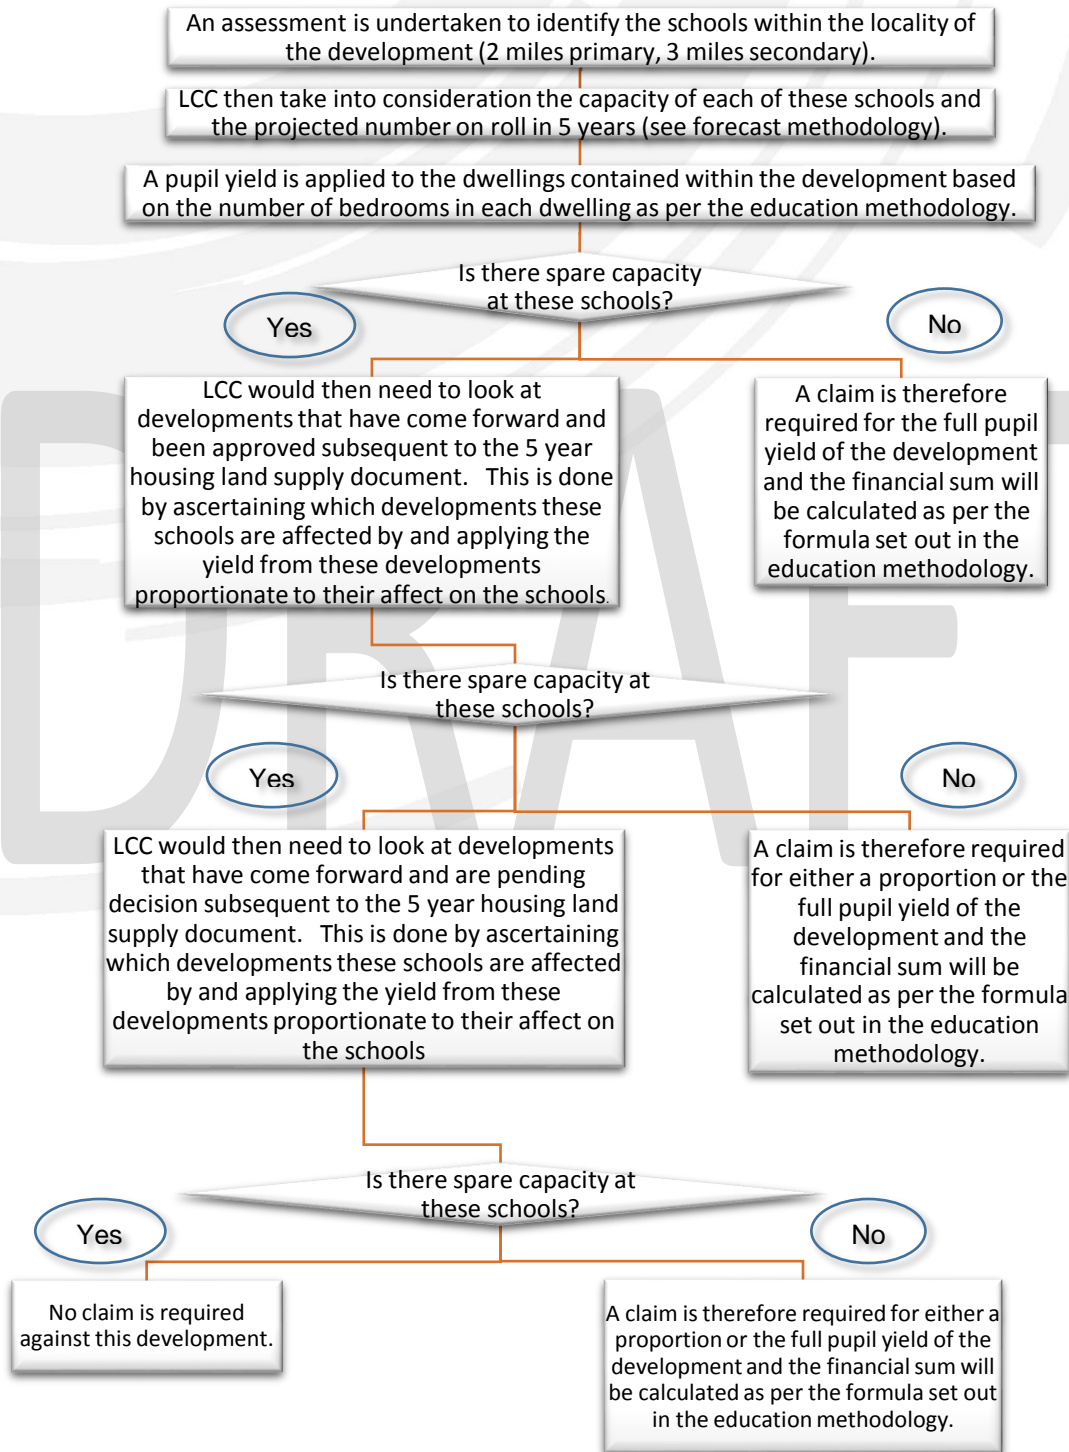 An assessment is undertaken to identify the schools within the locality of
the development (2 miles primary, 3 miles secondary).
LCC then take into consideration the capacity of each of these schools and
the projected number on roll in 5 years (see forecast methodology).
A pupil yield is applied to the dwellings contained within the development based
on the number of bedrooms in each dwelling as per the education methodology.
Is there spare capacity
at these schools?
Yes
No
LCC would then need to look at
developments that have come forward and
been approved subsequent to the 5 year
housing land supply document. This is done
by ascertaining which developments these
schools are affected by and applying the
yield from these developments
proportionate to their affect on the schools.
A claim is therefore
required for the full pupil
yield of the development
and the financial sum will
be calculated as per the
formula set out in the
education methodology.
DRAFT
Is there spare capacity at
these schools?
Yes
No
LCC would then need to look at developments
that have come forward and are pending
decision subsequent to the 5 year housing land
supply document. This is done by ascertaining
which developments these schools are affected
by and applying the yield from these
developments proportionate to their affect on
the schools
A claim is therefore required
for either a proportion or the
full pupil yield of the
development and the
financial sum will be
calculated as per the formula
set out in the education
methodology.
Is there spare capacity at
these schools?
Yes
No
No claim is required
against this development.
A claim is therefore required for either a
proportion or the full pupil yield of the
development and the financial sum will
be calculated as per the formula set out
in the education methodology.